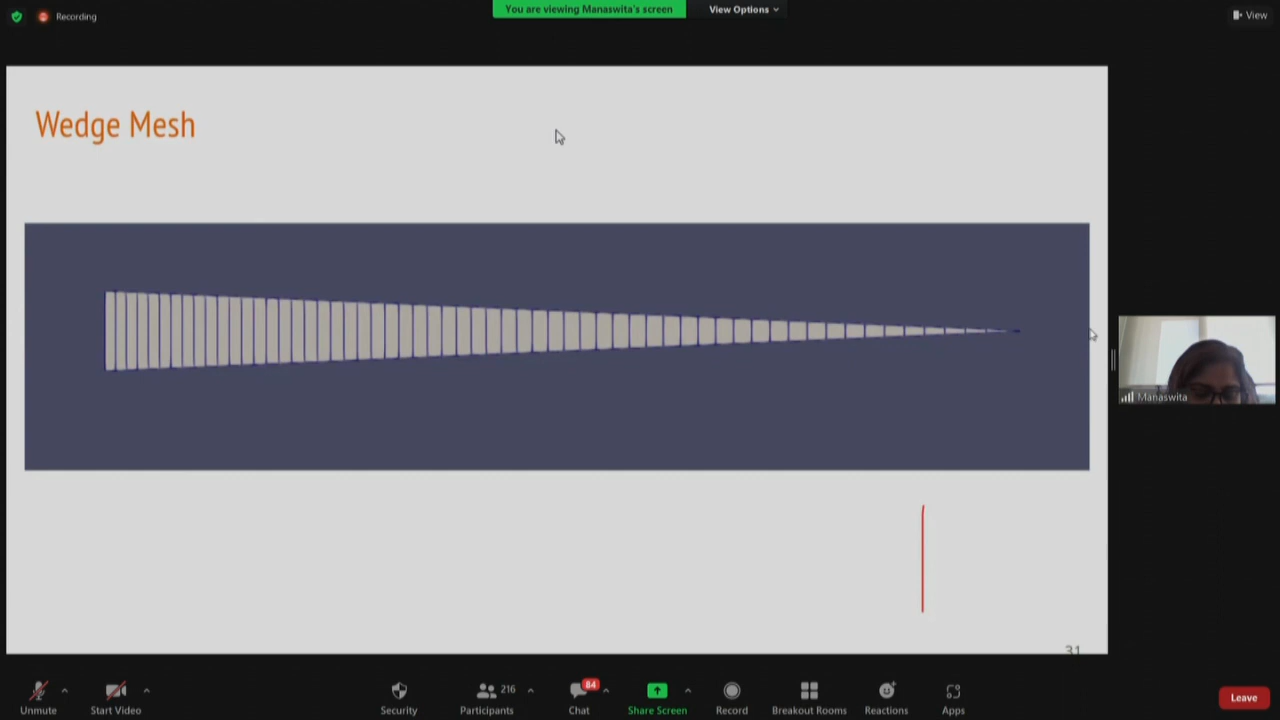 Recording
You are viewing Manaswita's screen
View Options
View
Wedge Mesh
Manaswita
31
Unmute
Start Video
Security
Participants
216
Chat
84
Share Screen
Record
Breakout Rooms
Reactions
Apps
Leave